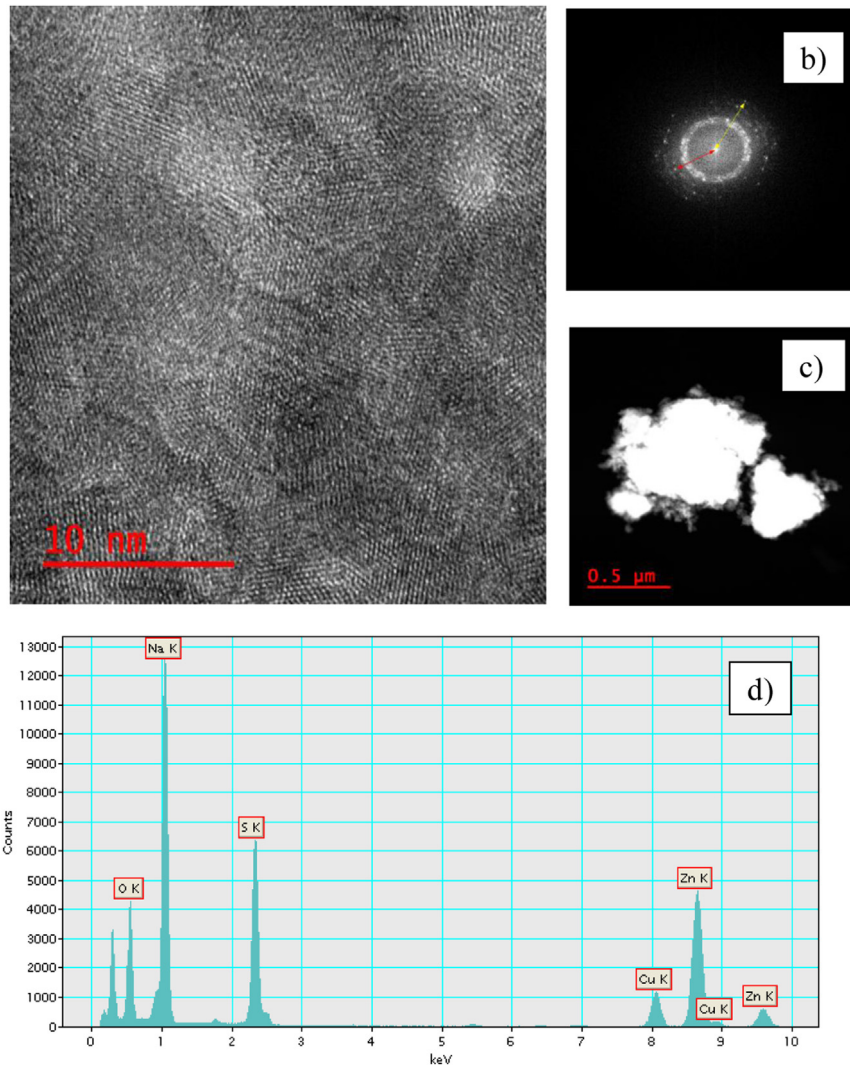 10 nm
b)
c)
0.5 µm
d)
13000
12000
11000
10000
9000
8000
7000
6000
5000
4000
3000
2000
1000
0
Counts
Na K
O K
S K
Cu K
Zn K
Cu K
Zn K
0 1 2 3 4 5 6 7 8 9 10
keV